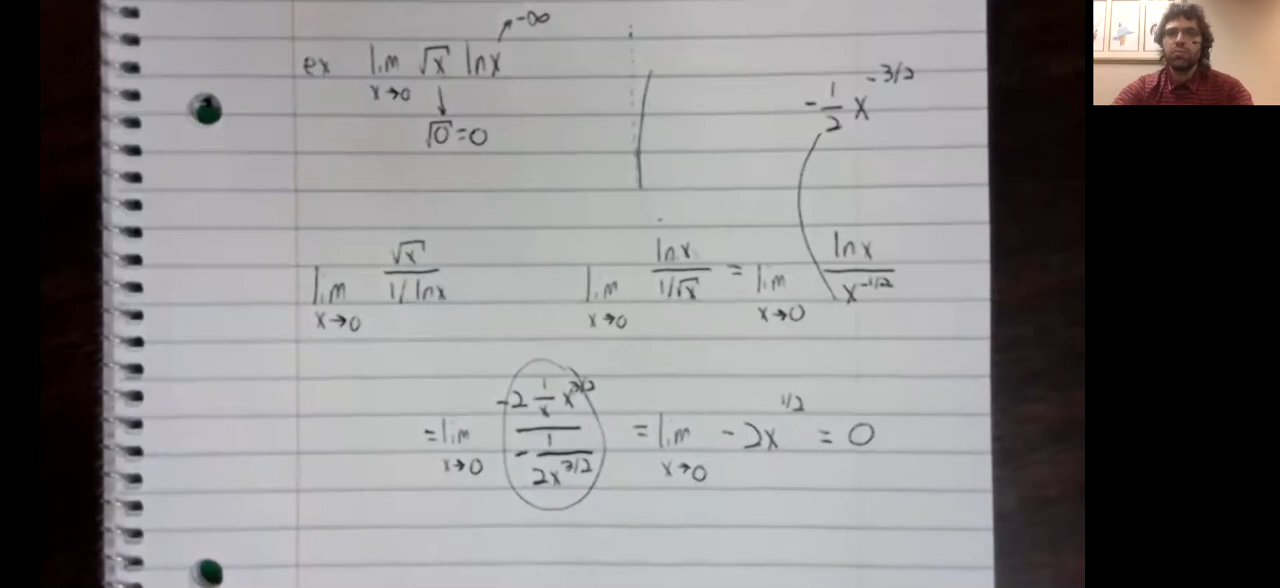 ex lim x→0 √x ln x ↗ -∞
↓
√0 = 0
-1/2 x^{-3/2}
lim x→0 √x / (1/ln x)
lim x→0 ln x / (1/√x) = lim x→0 ln x / x^{-1/2}
= lim x→0 (-2 1/x x^{3/2}) / (-1/(2x^{3/2})) = lim x→0 -2x^{1/2} = 0